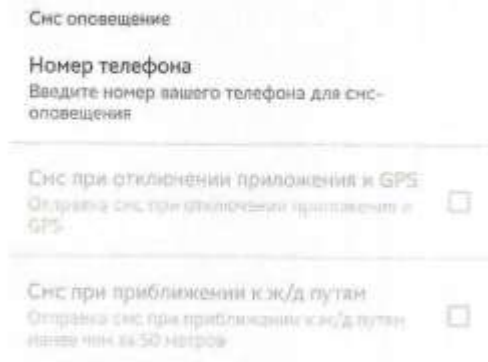 Смс оповещение
Номер телефона
Введите номер вашего телефона для смс-
оповещения
Смс при отключении приложения и GPS
Отправка смс при отключении приложения и
GPS
Смс при приближении к ж/д путям
Отправка смс при приближении к ж/д путям
менее чем за 50 метров